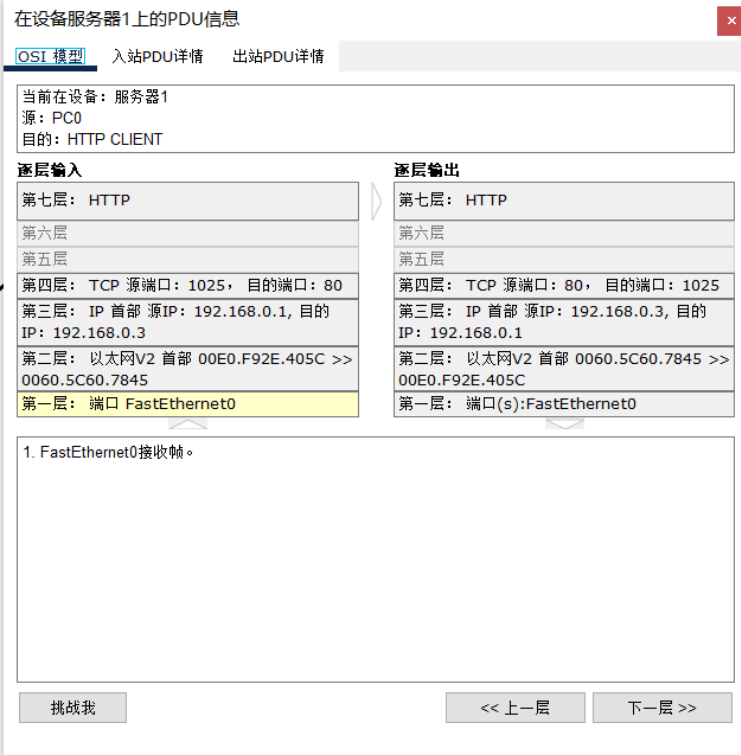 在设备服务器1上的PDU信息
×
OSI 模型 入站PDU详情 出站PDU详情
当前在设备：服务器1
源：PC0
目的：HTTP CLIENT
逐层输入
第七层： HTTP
第六层
第五层
第四层： TCP 源端口：1025， 目的端口：80
第三层： IP 首部 源IP：192.168.0.1, 目的
IP：192.168.0.3
第二层： 以太网V2 首部 00E0.F92E.405C >>
0060.5C60.7845
第一层： 端口 FastEthernet0
逐层输出
第七层： HTTP
第六层
第五层
第四层： TCP 源端口：80， 目的端口：1025
第三层： IP 首部 源IP：192.168.0.3, 目的
IP：192.168.0.1
第二层： 以太网V2 首部 0060.5C60.7845 >>
00E0.F92E.405C
第一层： 端口(s):FastEthernet0
1. FastEthernet0接收帧。
挑战我 << 上一层 下一层 >>